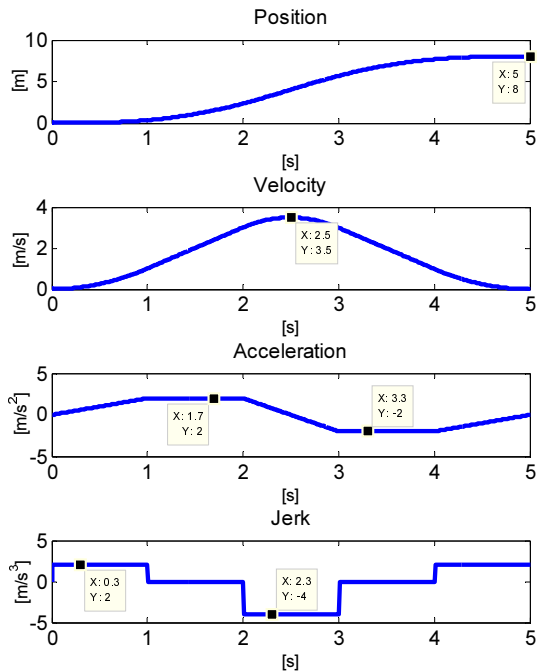 Position
10
5
0
[m]
X: 5
Y: 8
0 1 2 3 4 5
[s]
Velocity
4
2
0
[m/s]
X: 2.5
Y: 3.5
0 1 2 3 4 5
[s]
Acceleration
5
0
-5
[m/s²]
X: 1.7
Y: 2
X: 3.3
Y: -2
0 1 2 3 4 5
[s]
Jerk
5
0
-5
[m/s³]
X: 0.3
Y: 2
X: 2.3
Y: -4
0 1 2 3 4 5
[s]